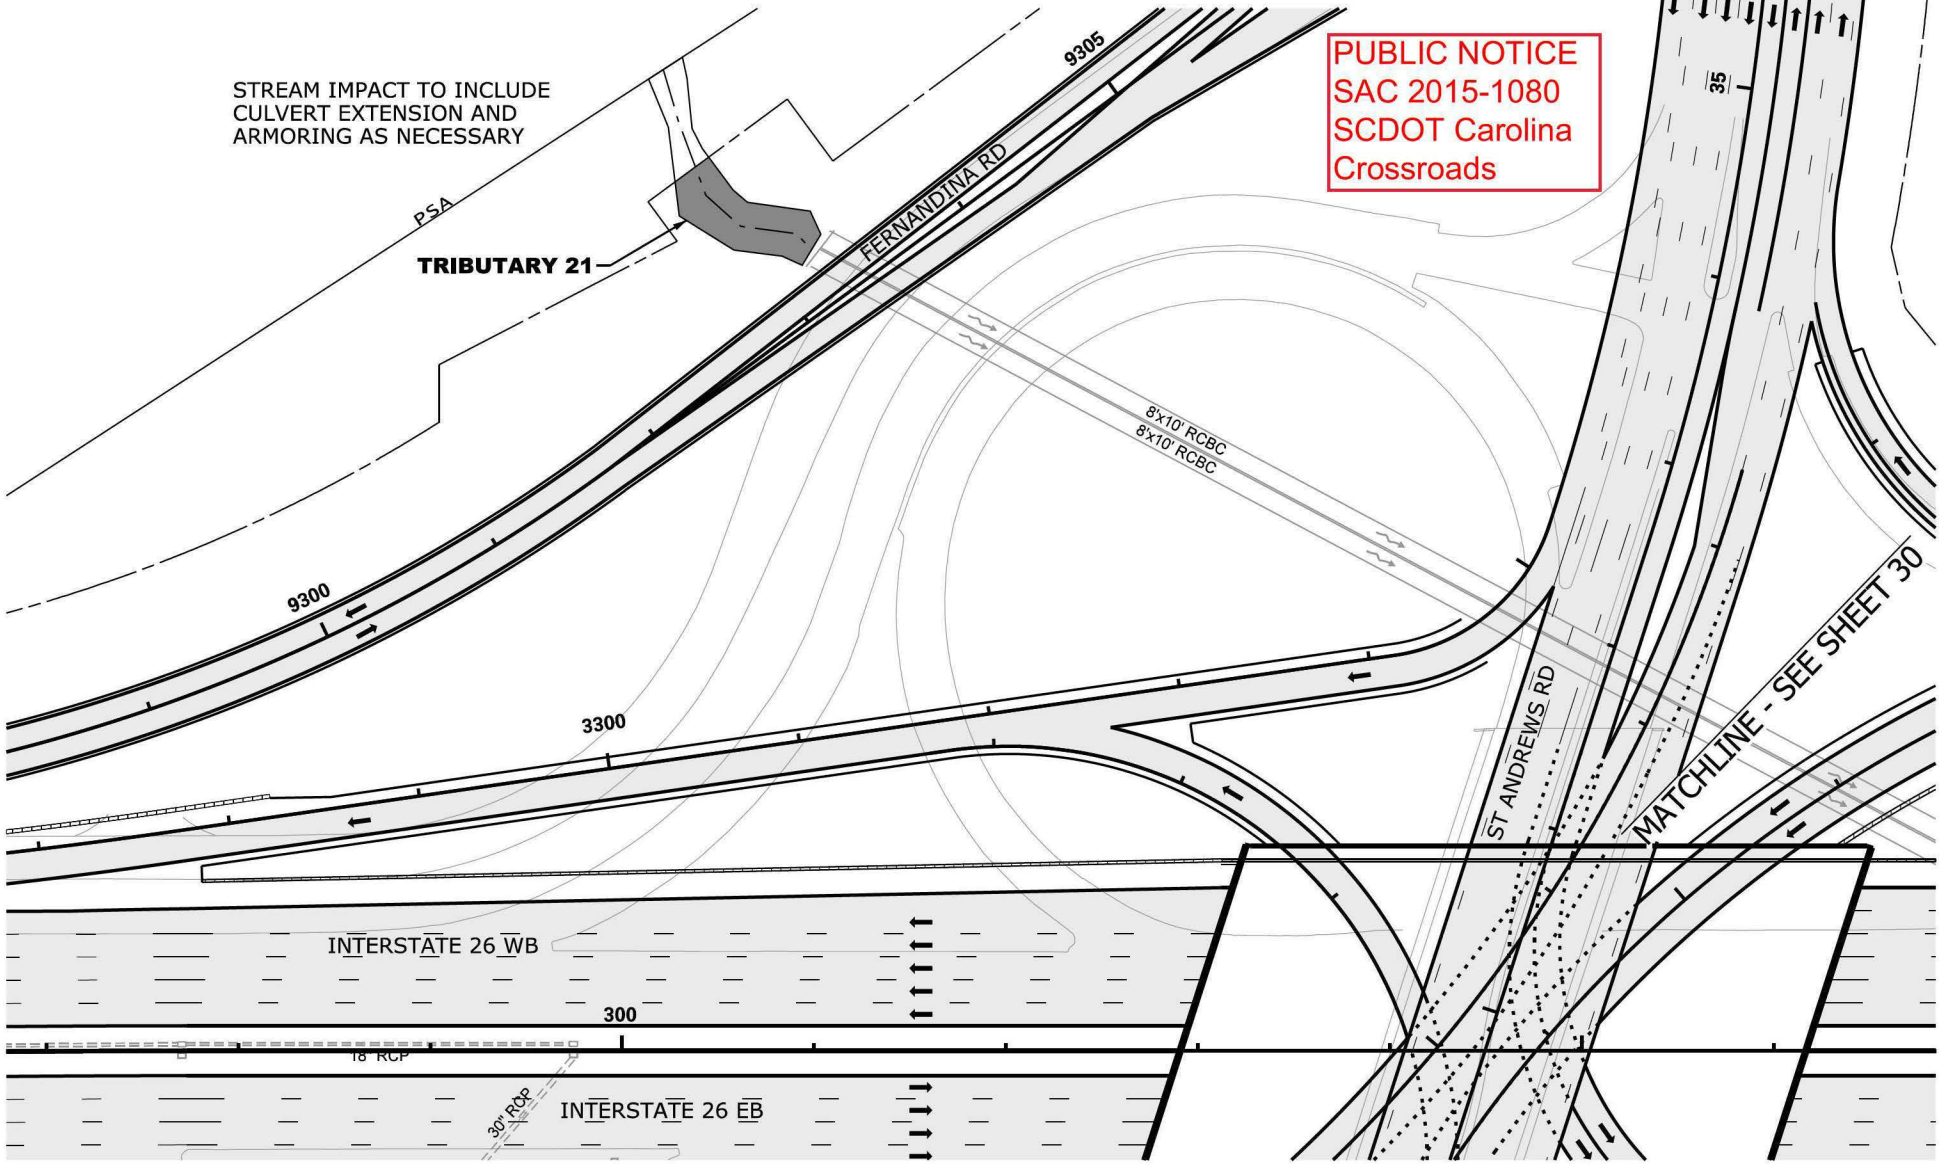 STREAM IMPACT TO INCLUDE
CULVERT EXTENSION AND
ARMORING AS NECESSARY
PUBLIC NOTICE
SAC 2015-1080
SCDOT Carolina
Crossroads
9305
35
PSA
FERNANDINA RD
TRIBUTARY 21
8'x10' RCBC
8'x10' RCBC
9300
3300
ST ANDREWS RD
MATCHLINE - SEE SHEET 30
INTERSTATE 26 WB
300
18" RCP
30" RCP
INTERSTATE 26 EB